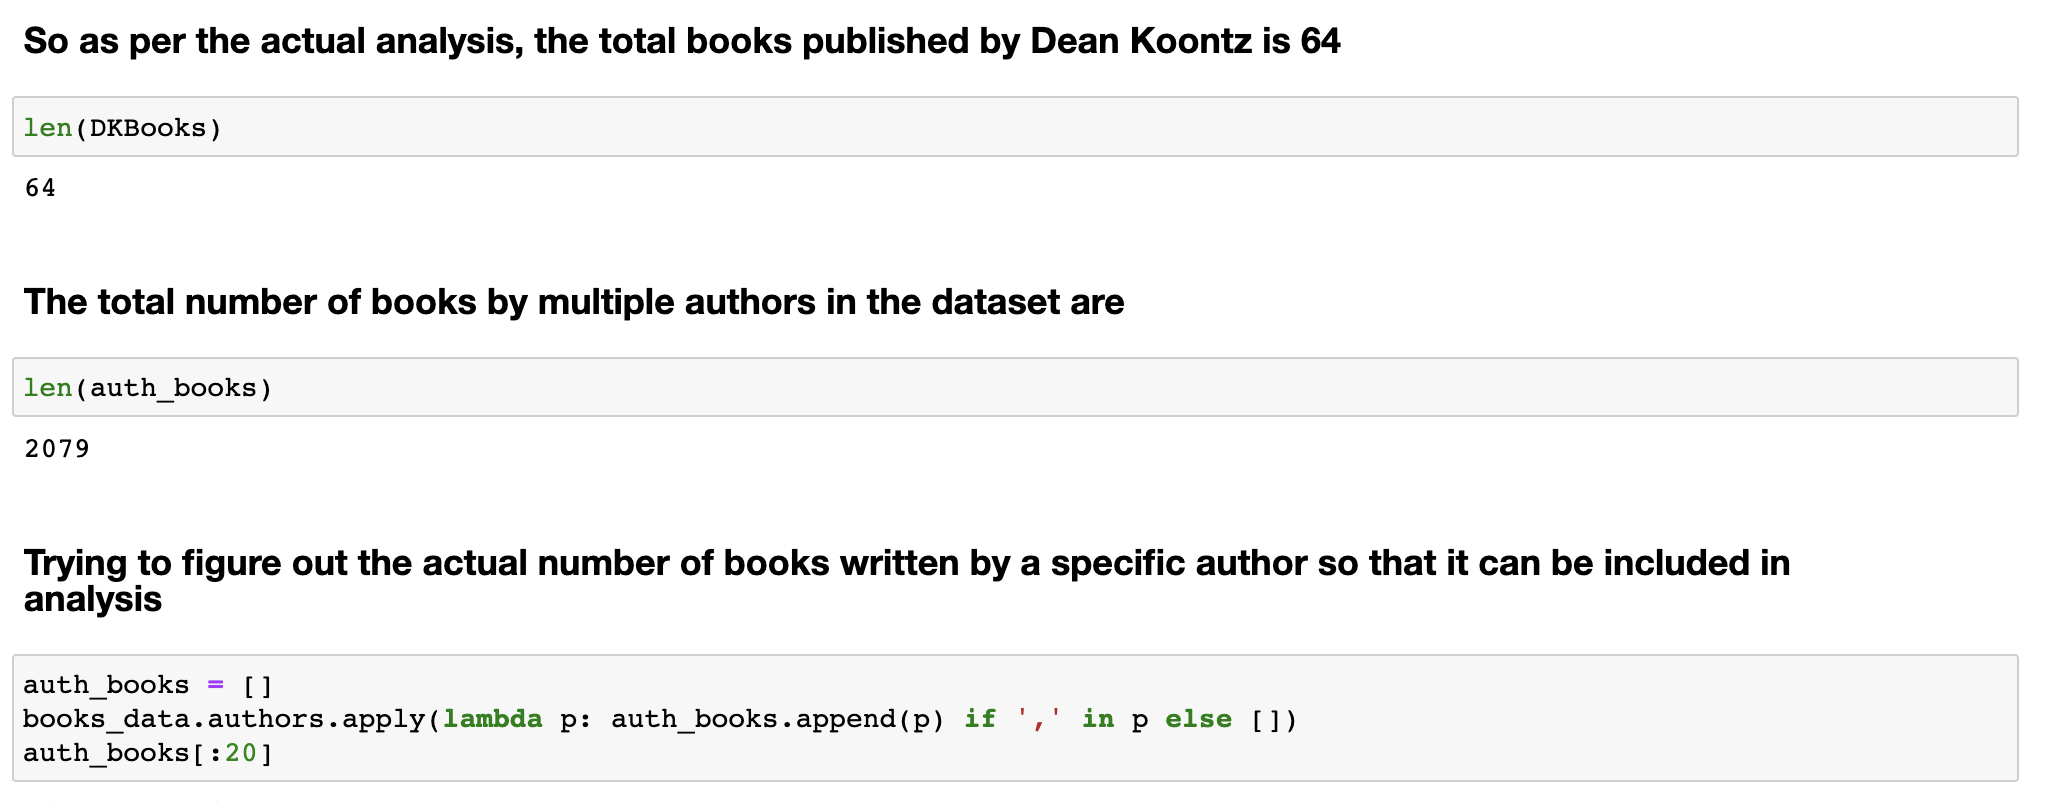 So as per the actual analysis, the total books published by Dean Koontz is 64
len(DKBooks)
64
The total number of books by multiple authors in the dataset are
len(auth_books)
2079
Trying to figure out the actual number of books written by a specific author so that it can be included in
analysis
auth_books = []
books_data.authors.apply(lambda p: auth_books.append(p) if ',' in p else [])
auth_books[:20]